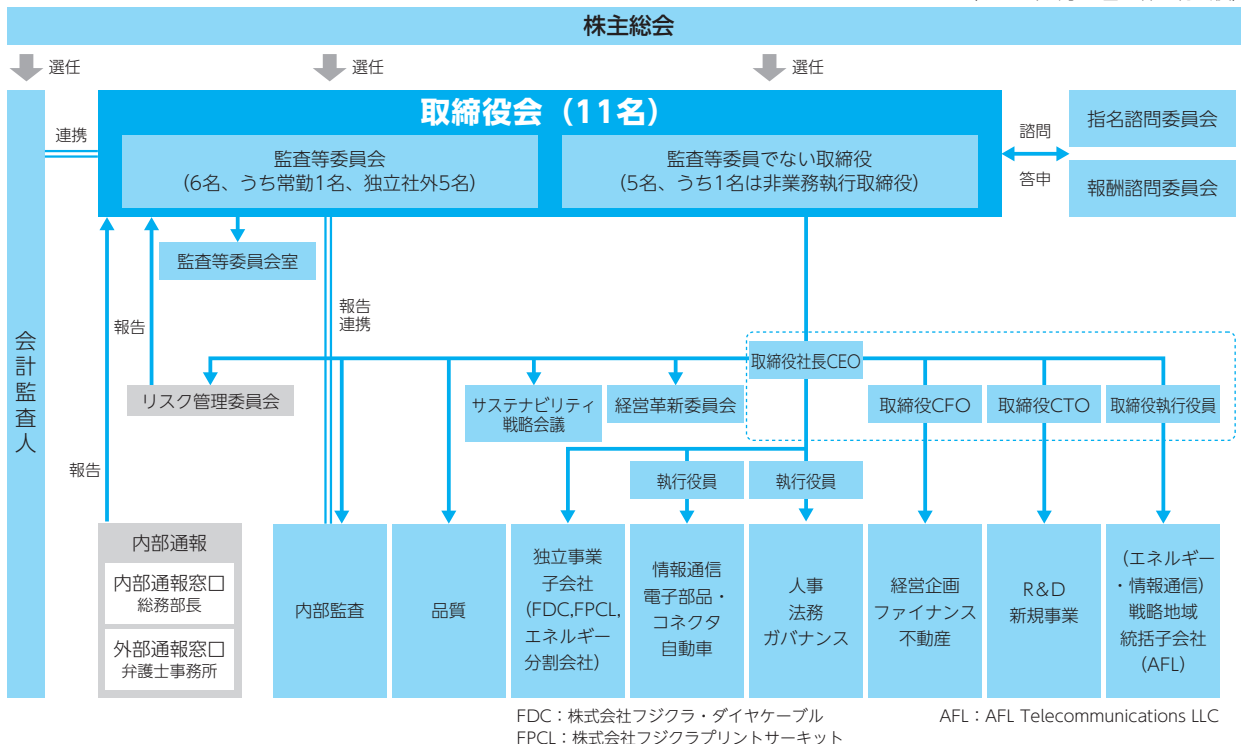 株主総会
選任
選任
選任
会計監査人
連携
取締役会（11名）
監査等委員会
（6名、うち常勤1名、独立社外5名）
監査等委員でない取締役
（5名、うち1名は非業務執行取締役）
諮問
答申
指名諮問委員会
報酬諮問委員会
監査等委員会室
報告
報告
連携
取締役社長CEO
リスク管理委員会
サステナビリティ
戦略会議
経営革新委員会
取締役CFO
取締役CTO
取締役執行役員
報告
執行役員
執行役員
内部通報
内部通報窓口
総務部長
外部通報窓口
弁護士事務所
内部監査
品質
独立事業
子会社
(FDC,FPCL,
エネルギー
分割会社)
情報通信
電子部品・
コネクタ
自動車
人事
法務
ガバナンス
経営企画
ファイナンス
不動産
R&D
新規事業
(エネルギー
・情報通信)
戦略地域
統括子会社
(AFL)
FDC：株式会社フジクラ・ダイヤケーブル
FPCL：株式会社フジクラプリントサーキット
AFL：AFL Telecommunications LLC